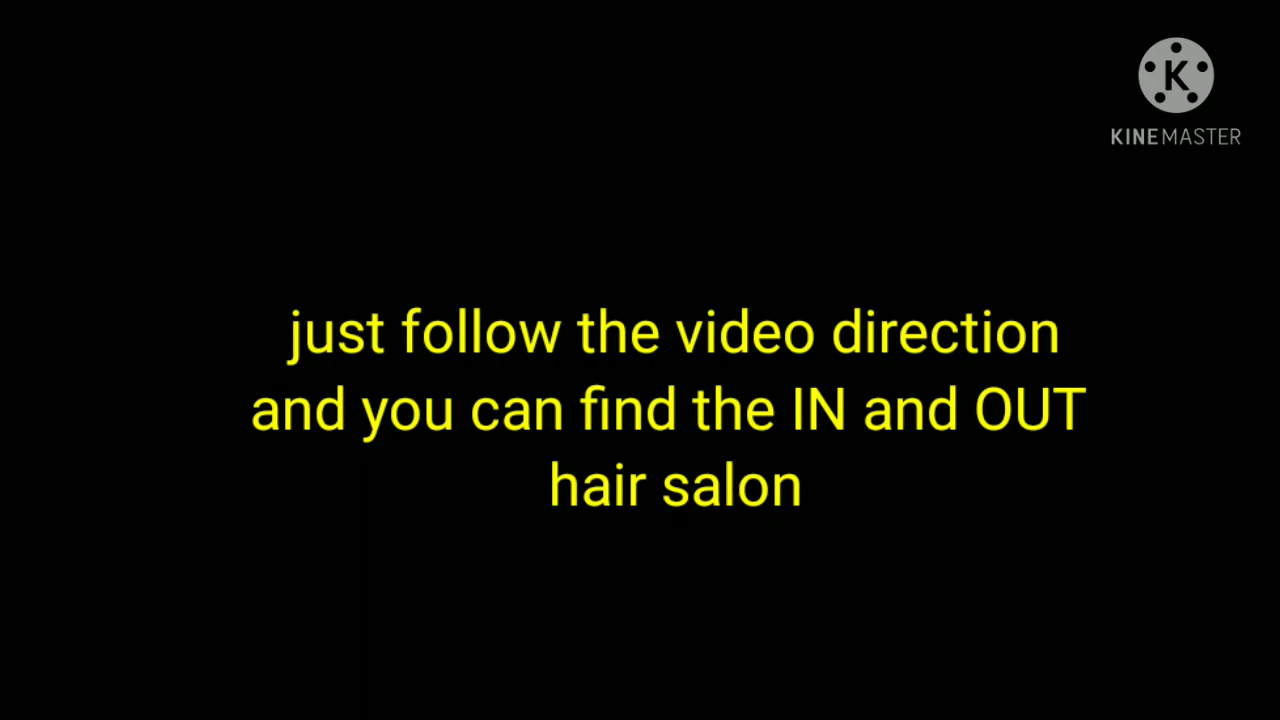 K
KINEMASTER
just follow the video direction
and you can find the IN and OUT
hair salon